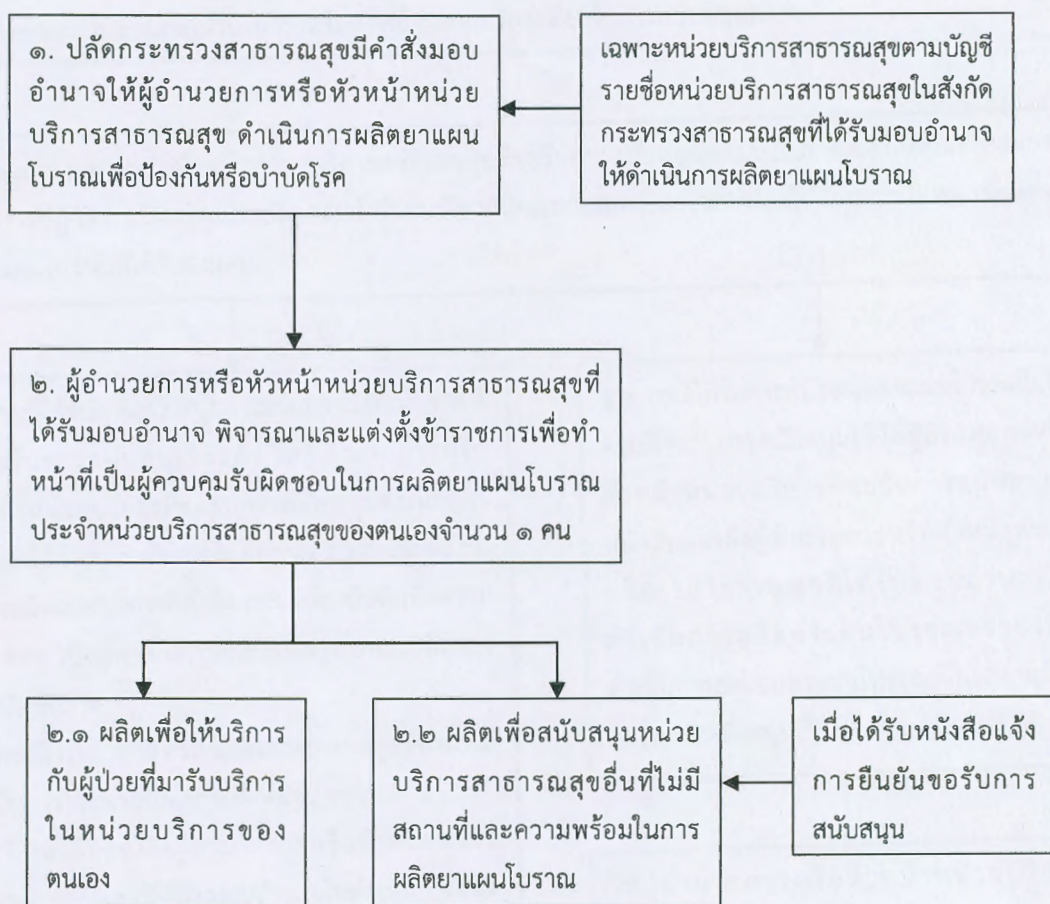 ๑. ปลัดกระทรวงสาธารณสุขมีคำสั่งมอบ
อำนาจให้ผู้อำนวยการหรือหัวหน้าหน่วย
บริการสาธารณสุข ดำเนินการผลิตยาแผน
โบราณเพื่อป้องกันหรือบำบัดโรค
เฉพาะหน่วยบริการสาธารณสุขตามบัญชี
รายชื่อหน่วยบริการสาธารณสุขในสังกัด
กระทรวงสาธารณสุขที่ได้รับมอบอำนาจ
ให้ดำเนินการผลิตยาแผนโบราณ
๒. ผู้อำนวยการหรือหัวหน้าหน่วยบริการสาธารณสุขที่
ได้รับมอบอำนาจ พิจารณาและแต่งตั้งข้าราชการเพื่อทำ
หน้าที่เป็นผู้ควบคุมรับผิดชอบในการผลิตยาแผนโบราณ
ประจำหน่วยบริการสาธารณสุขของตนเองจำนวน ๑ คน
๒.๑ ผลิตเพื่อให้บริการ
กับผู้ป่วยที่มารับบริการ
ในหน่วยบริการของ
ตนเอง
๒.๒ ผลิตเพื่อสนับสนุนหน่วย
บริการสาธารณสุขอื่นที่ไม่มี
สถานที่และความพร้อมในการ
ผลิตยาแผนโบราณ
เมื่อได้รับหนังสือแจ้ง
การยืนยันขอรับการ
สนับสนุน